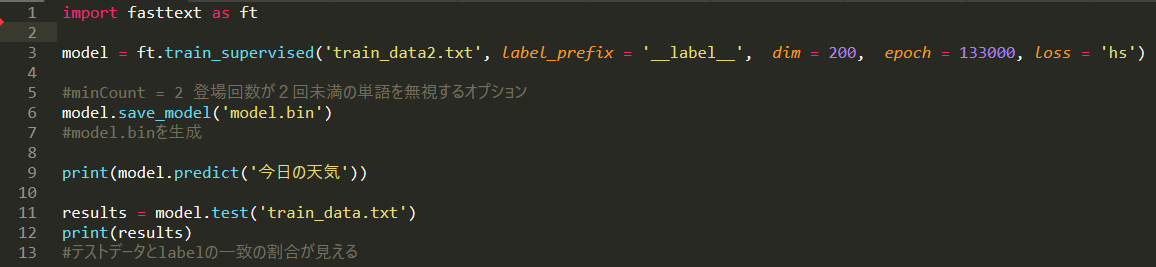 1 import fasttext as ft
2
3 model = ft.train_supervised('train_data2.txt', label_prefix = '__label__',  dim = 200,  epoch = 133000, loss = 'hs')
4
5 #minCount = 2 登場回数が２回未満の単語を無視するオプション
6 model.save_model('model.bin')
7 #model.binを生成
8
9 print(model.predict('今日の天気'))
10
11 results = model.test('train_data.txt')
12 print(results)
13 #テストデータとlabelの一致の割合が見える